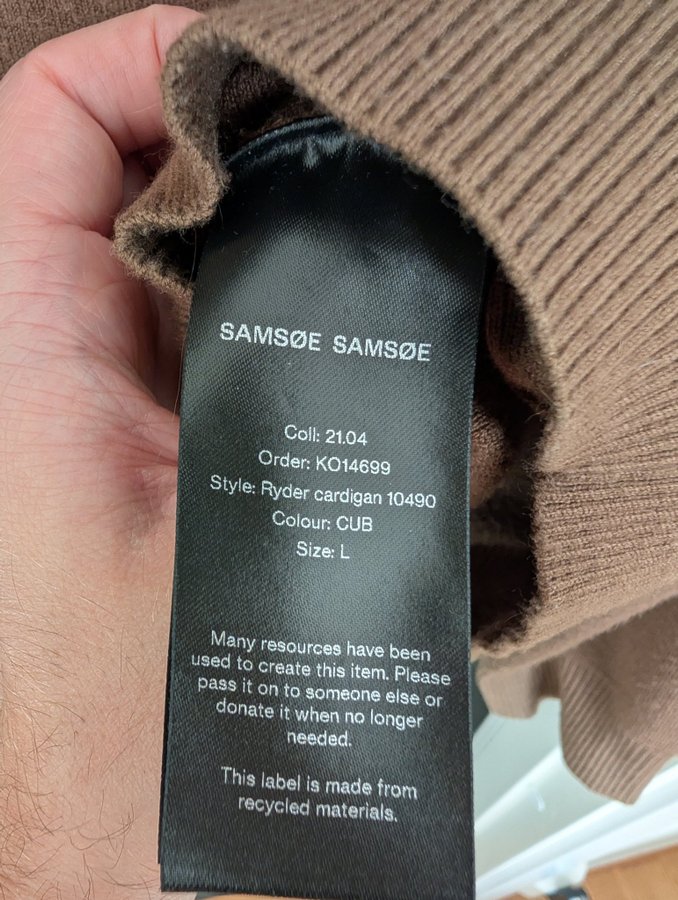 SAMSØE SAMSØE
Coll: 21.04
Order: KO14699
Style: Ryder cardigan 10490
Colour: CUB
Size: L
Many resources have been
used to create this item. Please
pass it on to someone else or
donate it when no longer
needed.
This label is made from
recycled materials.